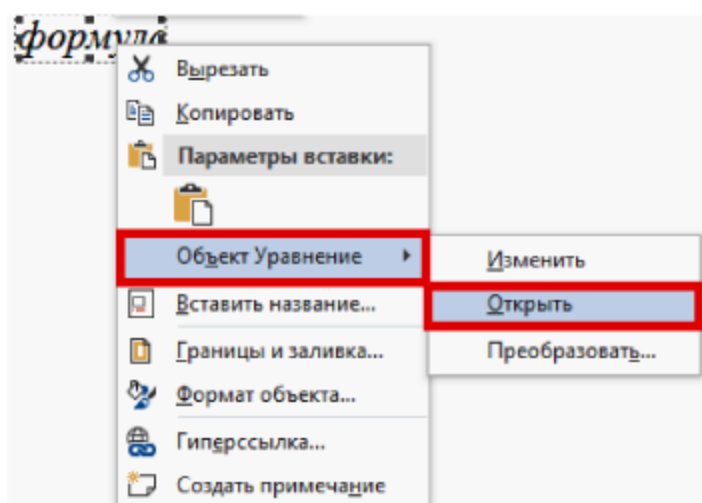 формула
Вырезать
Копировать
Параметры вставки:
Объект Уравнение
Изменить
Вставить название...
Открыть
Границы и заливка...
Преобразовать...
Формат объекта...
Гиперссылка...
Создать примечание